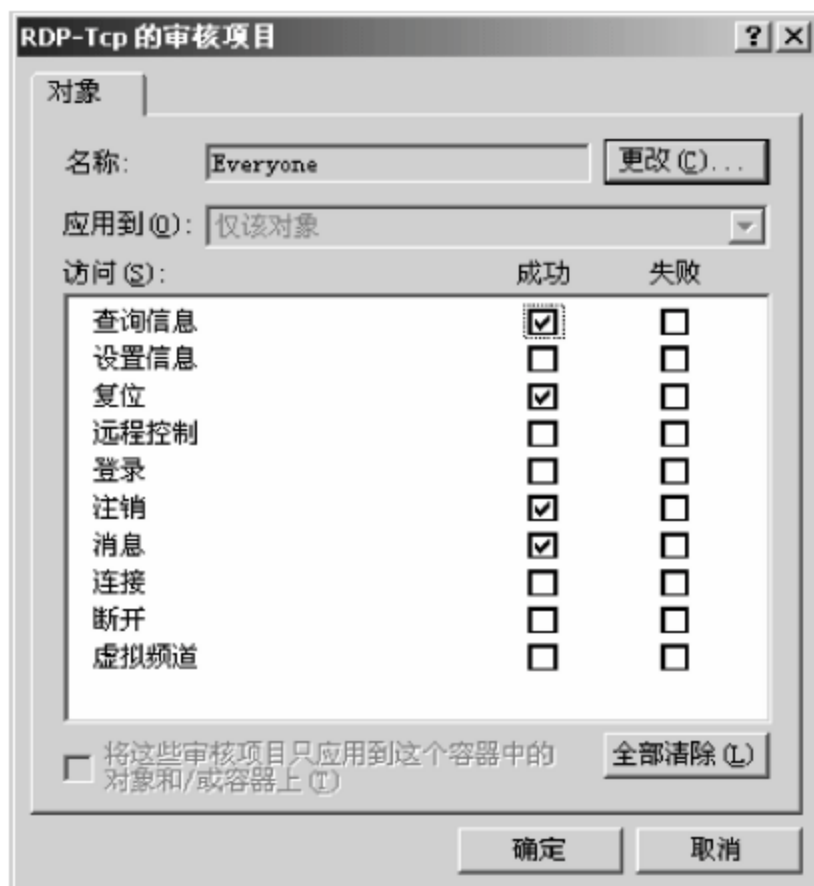 RDP-Tcp 的审核项目
对象
名称: Everyone 更改(C)...
应用到(O): 仅该对象
访问(S): 成功 失败
查询信息
设置信息
复位
远程控制
登录
注销
消息
连接
断开
虚拟频道
将这些审核项目只应用到这个容器中的
对象和/或容器上(T)
全部清除(L)
确定 取消